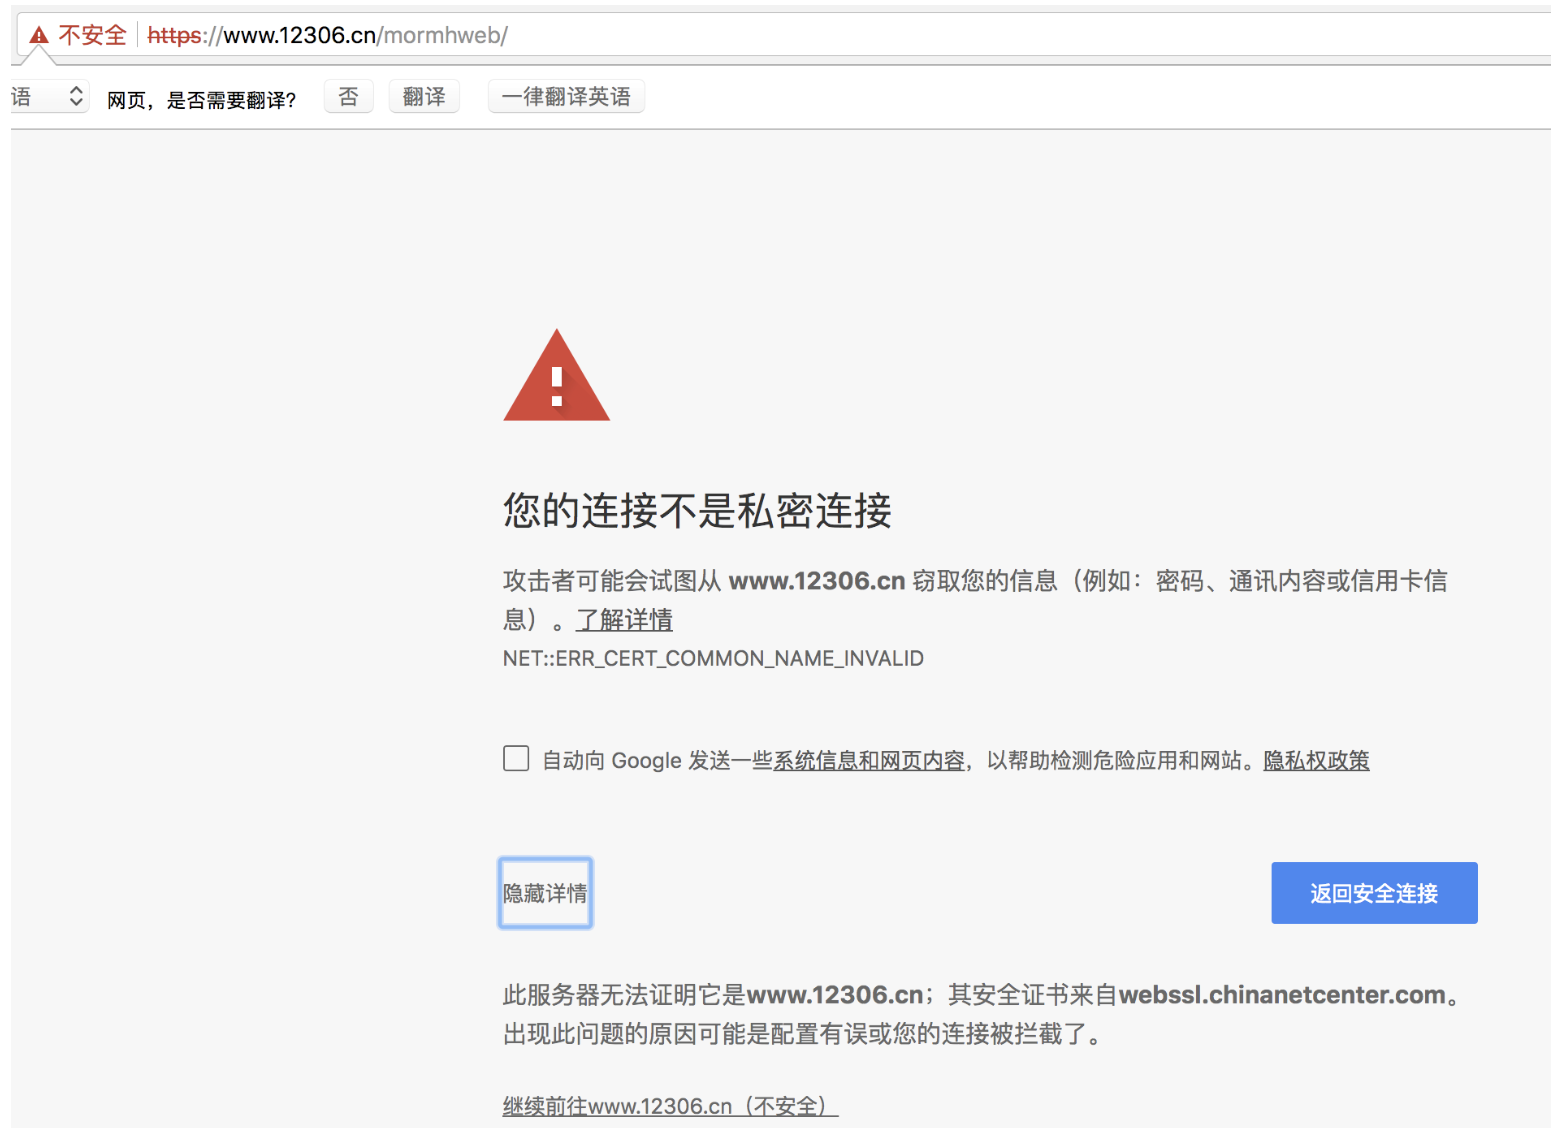 不安全 https://www.12306.cn/mormhweb/
语 网页，是否需要翻译? 否 翻译 一律翻译英语
您的连接不是私密连接
攻击者可能会试图从 www.12306.cn 窃取您的信息（例如：密码、通讯内容或信用卡信
息）。了解详情
NET::ERR_CERT_COMMON_NAME_INVALID
自动向 Google 发送一些系统信息和网页内容，以帮助检测危险应用和网站。隐私权政策
隐藏详情 返回安全连接
此服务器无法证明它是www.12306.cn；其安全证书来自webssl.chinanetcenter.com。
出现此问题的原因可能是配置有误或您的连接被拦截了。
继续前往www.12306.cn（不安全）